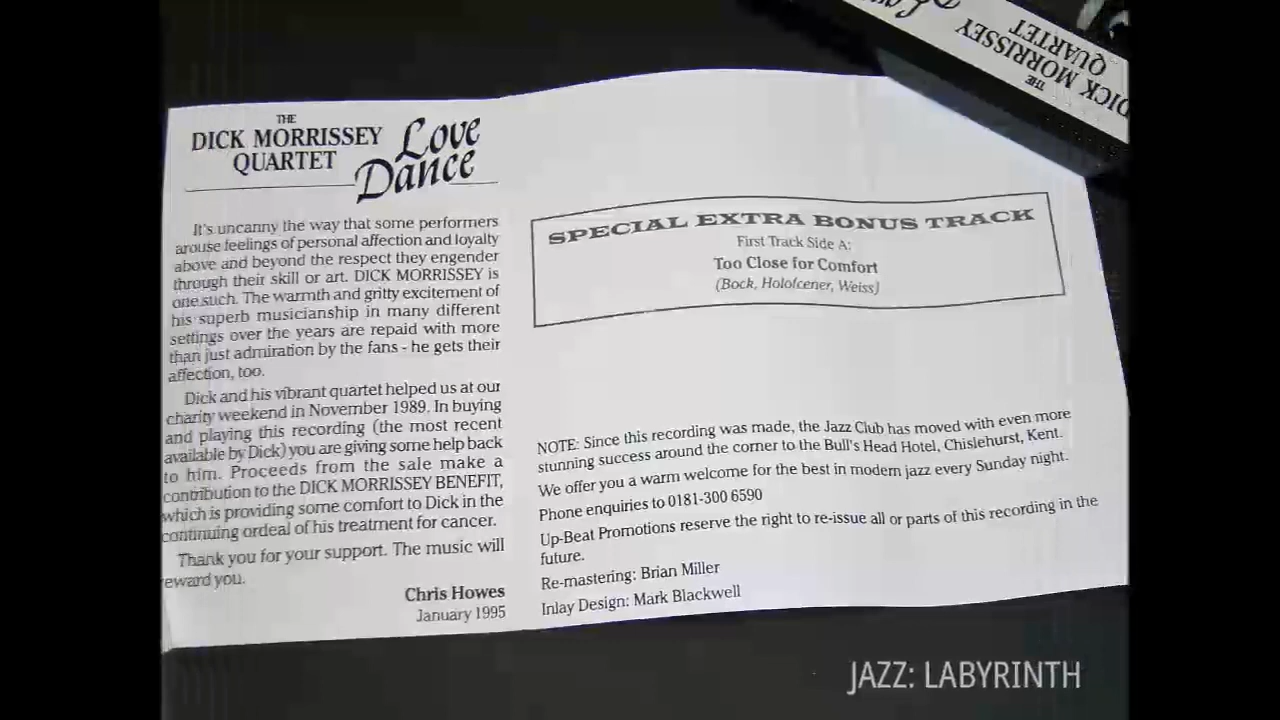 THE
DICK MORRISSEY
QUARTET
Love
Dance
It's uncanny the way that some performers
arouse feelings of personal affection and loyalty
above and beyond the respect they engender
through their skill or art. DICK MORRISSEY is
one such. The warmth and gritty excitement of
his superb musicianship in many different
settings over the years are repaid with more
than just admiration by the fans - he gets their
affection, too.
Dick and his vibrant quartet helped us at our
charity weekend in November 1989. In buying
and playing this recording (the most recent
available by Dick) you are giving some help back
to him. Proceeds from the sale make a
contribution to the DICK MORRISSEY BENEFIT,
which is providing some comfort to Dick in the
continuing ordeal of his treatment for cancer.
Thank you for your support. The music will
reward you.
Chris Howes
January 1995
SPECIAL EXTRA BONUS TRACK
First Track Side A:
Too Close for Comfort
(Bock, Holofcener, Weiss)
NOTE: Since this recording was made, the Jazz Club has moved with even more
stunning success around the corner to the Bull's Head Hotel, Chislehurst, Kent.
We offer you a warm welcome for the best in modern jazz every Sunday night.
Phone enquiries to 0181-300 6590
Up-Beat Promotions reserve the right to re-issue all or parts of this recording in the
future.
Re-mastering: Brian Miller
Inlay Design: Mark Blackwell
THE
DICK MORRISSEY
QUARTET
JAZZ: LABYRINTH